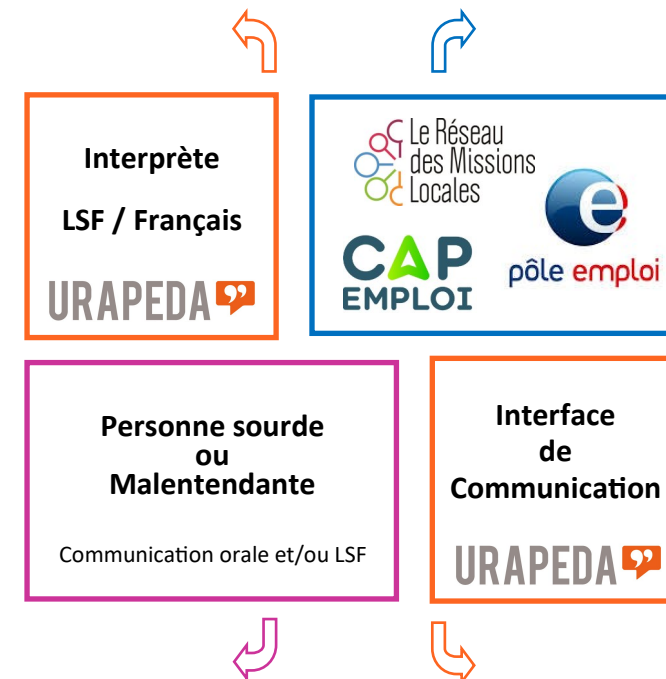 Interprète
LSF / Français
URAPEDA
Le Réseau
des Missions
Locales
CAP
EMPLOI
e
pôle emploi
Personne sourde
ou
Malentendante
Communication orale et/ou LSF
Interface
de
Communication
URAPEDA